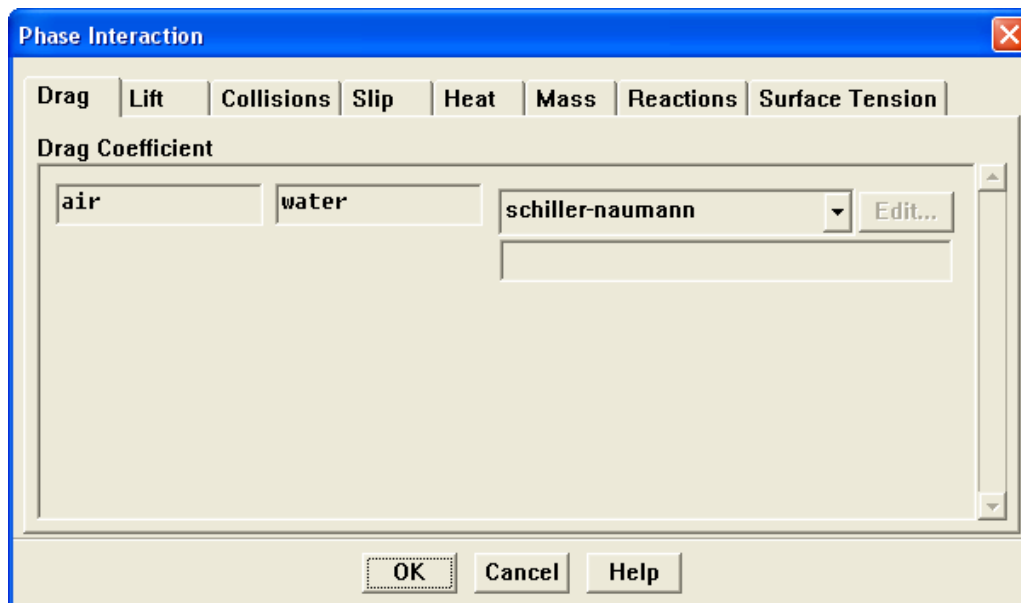 Phase Interaction
Drag Lift Collisions Slip Heat Mass Reactions Surface Tension
Drag Coefficient
air water schiller-naumann Edit...
OK Cancel Help